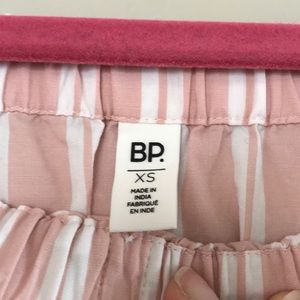 BP.
XS
MADE IN
INDIA
FABRIQUÉ
EN INDE